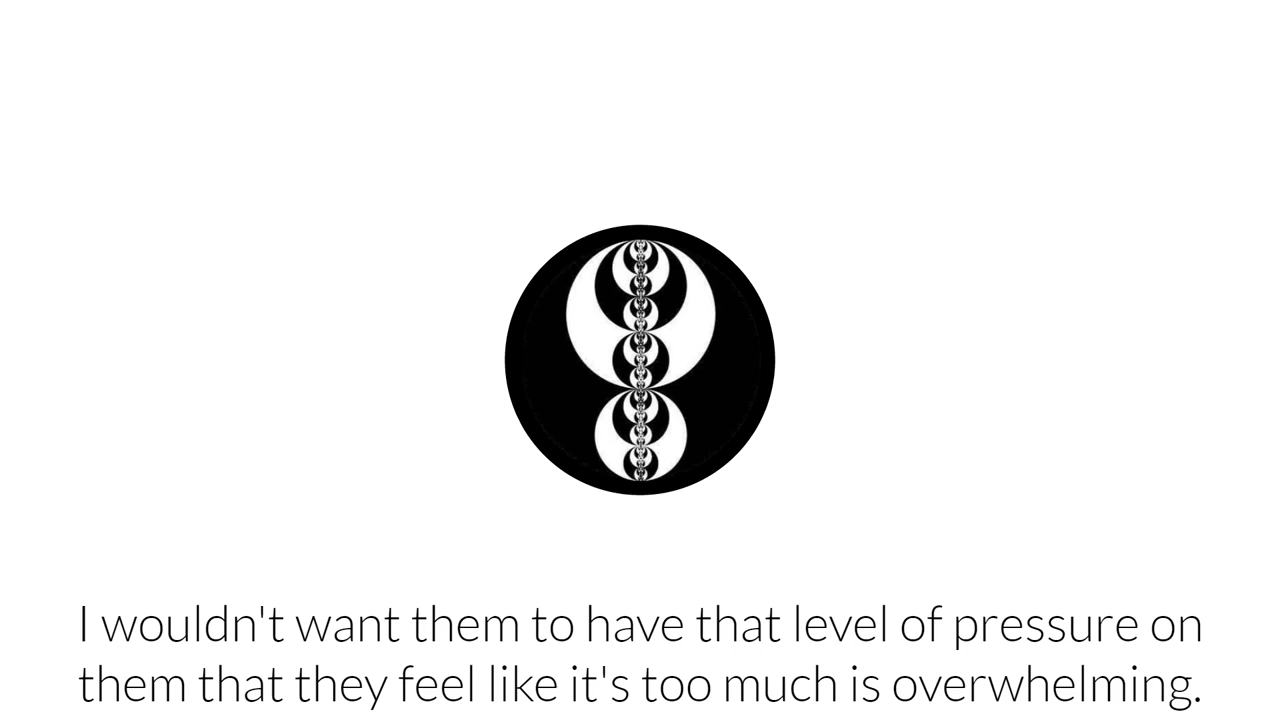 I wouldn't want them to have that level of pressure on
them that they feel like it's too much is overwhelming.